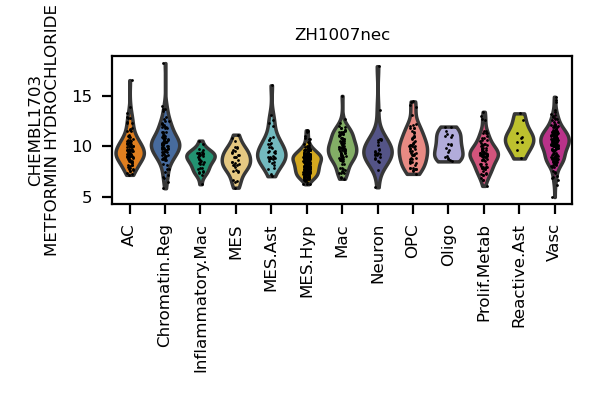 ZH1007nec
CHEMBL1703
METFORMIN HYDROCHLORIDE
15
10
5
AC
Chromatin.Reg
Inflammatory.Mac
MES
MES.Ast
MES.Hyp
Mac
Neuron
OPC
Oligo
Prolif.Metab
Reactive.Ast
Vasc